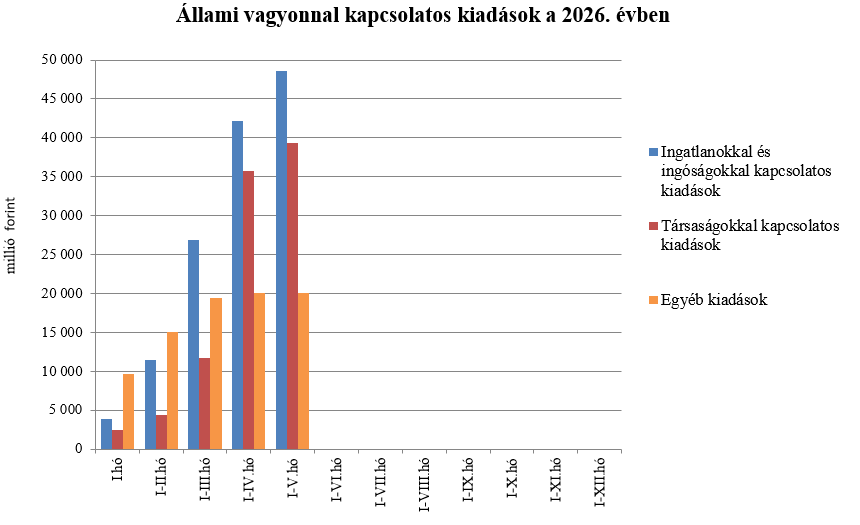 Állami vagyonnal kapcsolatos kiadások a 2026. évben
millió forint
50 000
45 000
40 000
35 000
30 000
25 000
20 000
15 000
10 000
5 000
0
I.hó
I-II.hó
I-III.hó
I-IV.hó
I-V.hó
I-VI.hó
I-VII.hó
I-VIII.hó
I-IX.hó
I-X.hó
I-XI.hó
I-XII.hó
Ingatlanokkal és
ingóságokkal kapcsolatos
kiadások
Társaságokkal kapcsolatos
kiadások
Egyéb kiadások